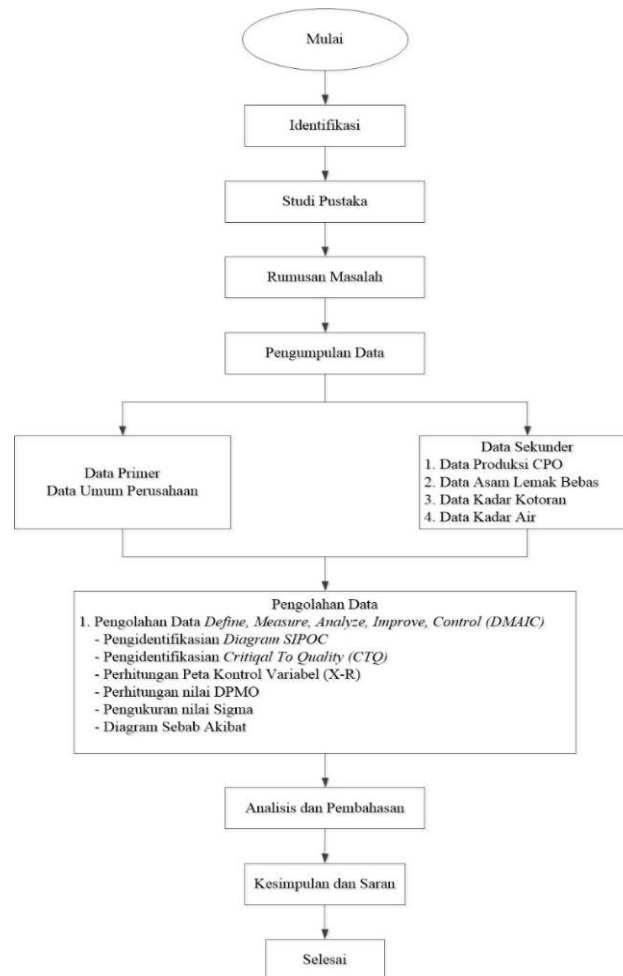 Mulai
Identifikasi
Studi Pustaka
Rumusan Masalah
Pengumpulan Data
Data Primer
Data Umum Perusahaan
Data Sekunder
1. Data Produksi CPO
2. Data Asam Lemak Bebas
3. Data Kadar Kotoran
4. Data Kadar Air
Pengolahan Data
1. Pengolahan Data Define, Measure, Analyze, Improve, Control (DMAIC)
- Pengidentifikasian Diagram SIPOC
- Pengidentifikasian Critiqal To Quality (CTQ)
- Perhitungan Peta Kontrol Variabel (X-R)
- Perhitungan nilai DPMO
- Pengukuran nilai Sigma
- Diagram Sebab Akibat
Analisis dan Pembahasan
Kesimpulan dan Saran
Selesai